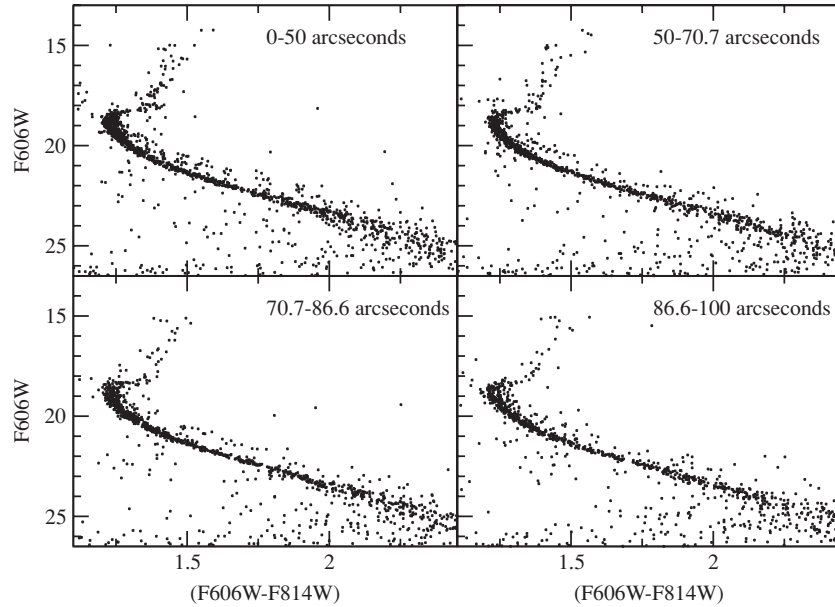 0-50 arcseconds
50-70.7 arcseconds
15
20
25
F606W
70.7-86.6 arcseconds
86.6-100 arcseconds
15
20
25
F606W
1.5
2
1.5
2
(F606W-F814W)
(F606W-F814W)